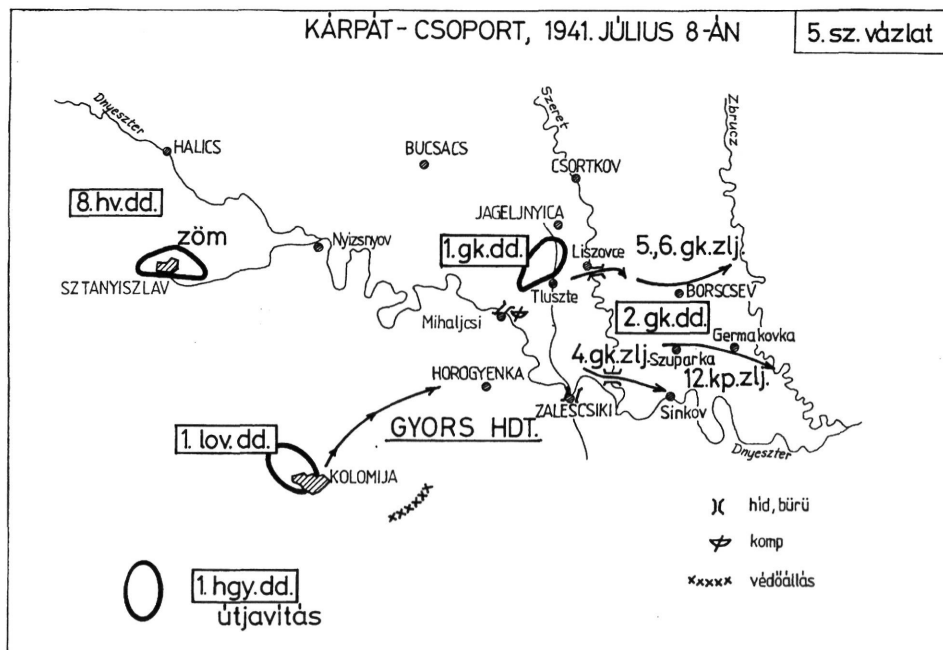 KÁRPÁT-CSOPORT, 1941. JÚLIUS 8-ÁN
5. sz. vázlat
Dnyeszter
Szeret
Zbrucz
HALICS
BUCSACS
CSORTKOV
8. hv. dd.
zöm
JAGELJNYICA
Nyizsnyov
1. gk. dd.
Liszovce
5., 6. gk. zlj.
SZTANYISZLAV
Tluszte
BORSCSEV
Mihaljcsi
2. gk. dd.
Germakovka
4. gk. zlj.
Szuparka
HOROGYENKA
12. kp. zlj.
ZALESCSIKI
Sinkov
GYORS HDT.
Dnyeszter
1. lov. dd.
KOLOMIJA
híd, bürü
komp
xxxxx védőállás
1. hgy. dd.
útjavítás